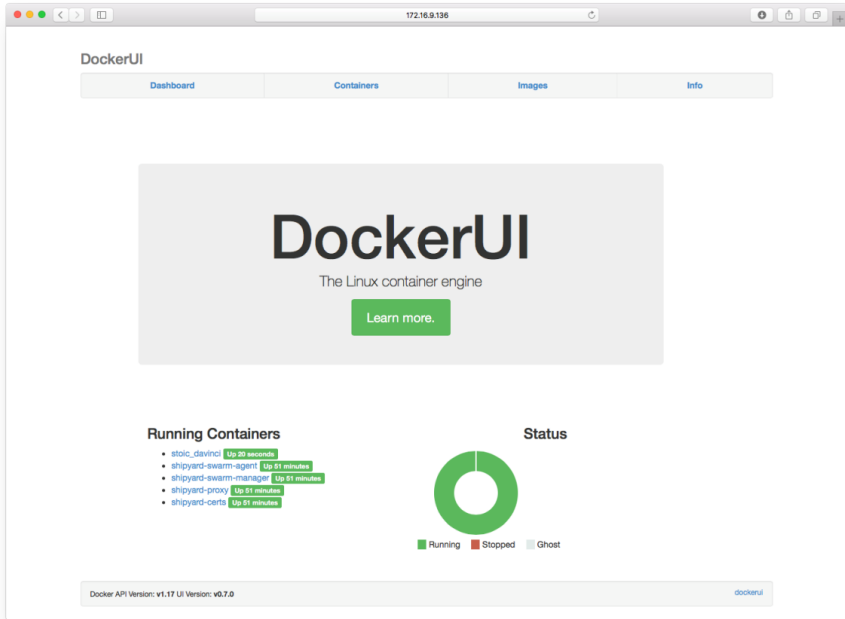 172.16.9.136
DockerUI
Dashboard Containers Images Info
DockerUI
The Linux container engine
Learn more.
Running Containers
stoic_davinci Up 20 seconds
shipyard-swarm-agent Up 51 minutes
shipyard-swarm-manager Up 51 minutes
shipyard-proxy Up 51 minutes
shipyard-certs Up 51 minutes
Status
Running Stopped Ghost
Docker API Version: v1.17 UI Version: v0.7.0 dockerui